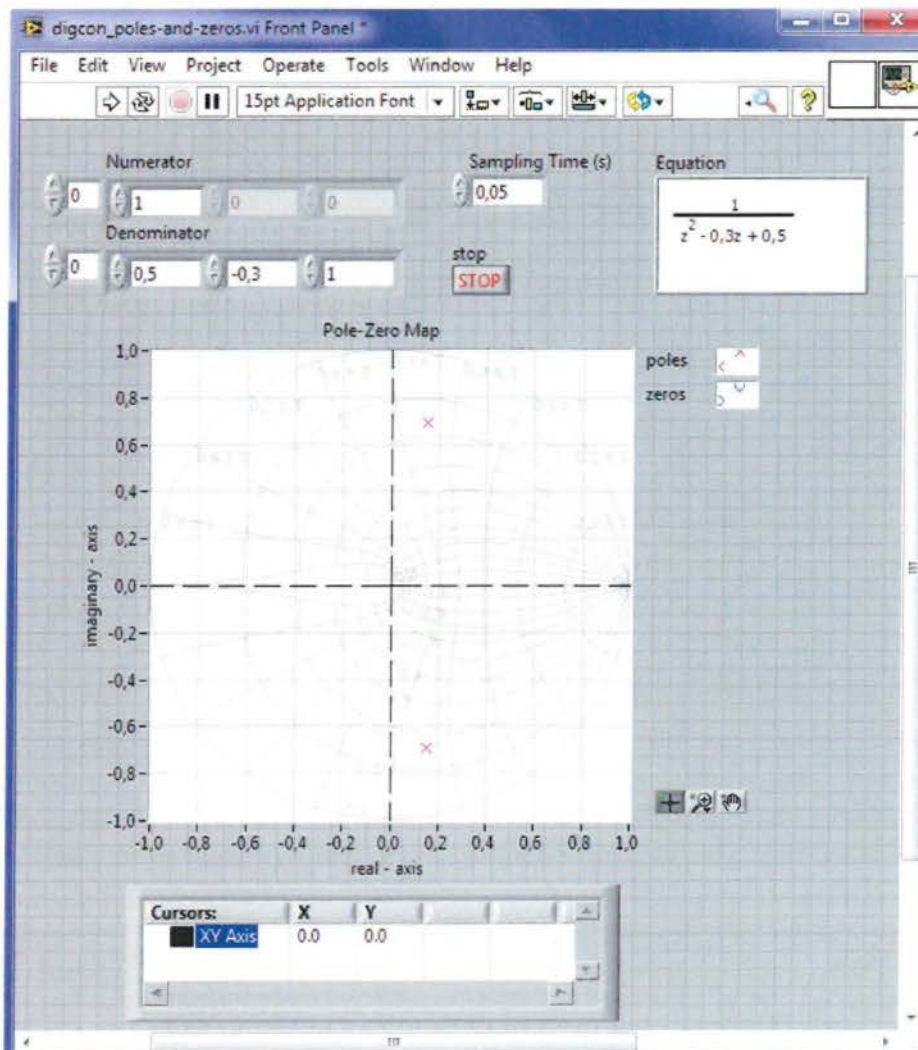 digcon_poles-and-zeros.vi Front Panel *
File Edit View Project Operate Tools Window Help
15pt Application Font
Numerator
0 1 0 0
Sampling Time (s)
0,05
Equation
1
z² - 0,3z + 0,5
Denominator
0 0,5 -0,3 1
stop
STOP
Pole-Zero Map
poles
zeros
1,0
0,8
0,6
0,4
0,2
0,0
-0,2
-0,4
-0,6
-0,8
-1,0
imaginary - axis
-1,0 -0,8 -0,6 -0,4 -0,2 0,0 0,2 0,4 0,6 0,8 1,0
real - axis
Cursors: X Y
XY Axis 0.0 0.0